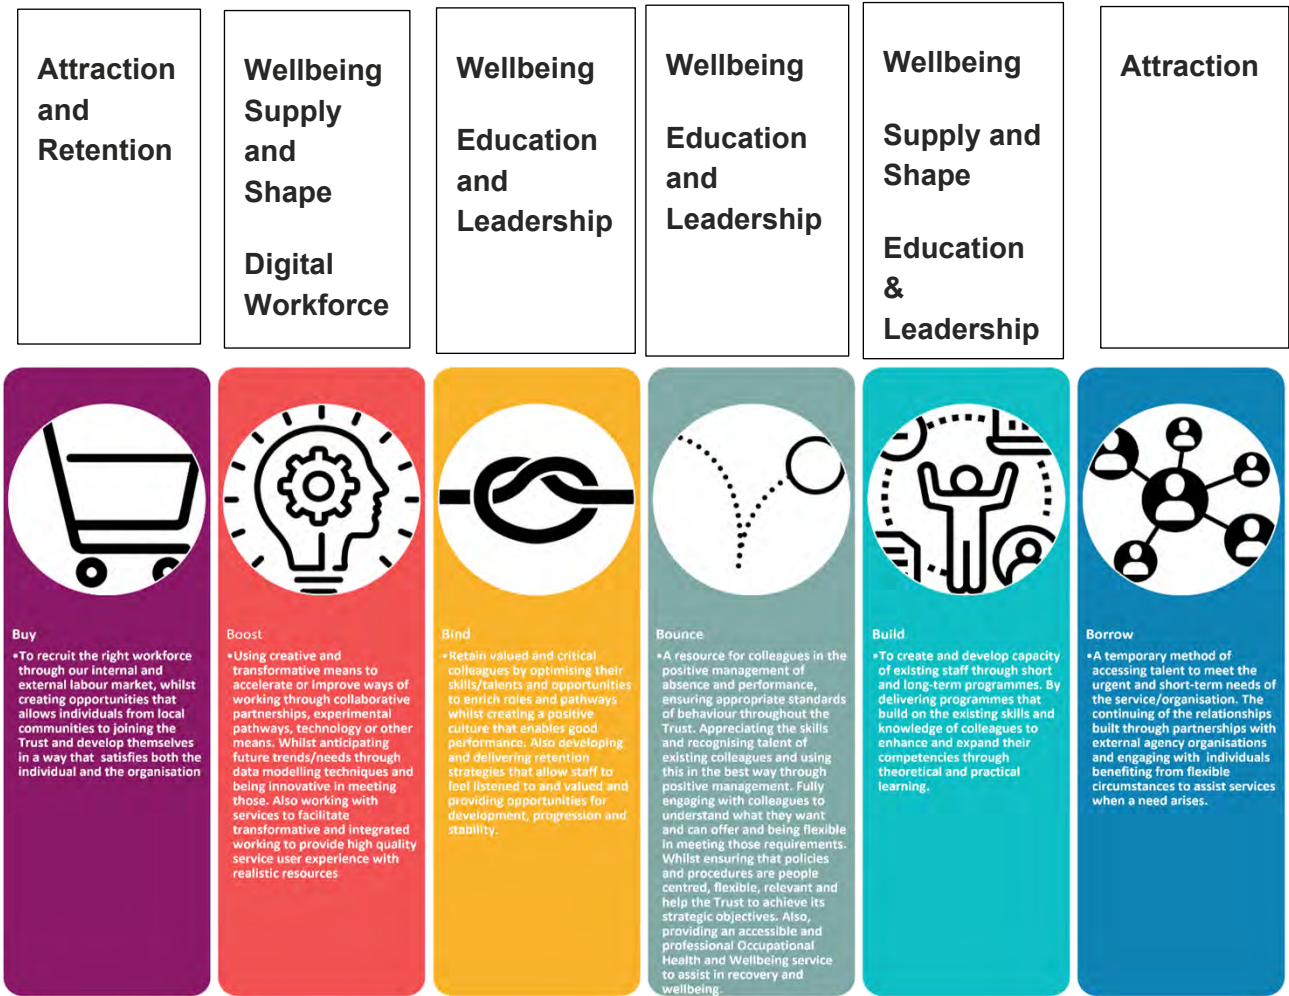 Attraction
and
Retention
Wellbeing
Supply
and
Shape
Digital
Workforce
Wellbeing
Education
and
Leadership
Wellbeing
Education
and
Leadership
Wellbeing
Supply and
Shape
Education
&
Leadership
Attraction
Buy
•To recruit the right workforce
through our internal and
external labour market, whilst
creating opportunities that
allows individuals from local
communities to joining the
Trust and develop themselves
in a way that satisfies both the
individual and the organisation
Boost
•Using creative and
transformative means to
accelerate or improve ways of
working through collaborative
partnerships, experimental
pathways, technology or other
means. Whilst anticipating
future trends/needs through
data modelling techniques and
being innovative in meeting
those. Also working with
services to facilitate
transformative and integrated
working to provide high quality
service user experience with
realistic resources
Bind
•Retain valued and critical
colleagues by optimising their
skills/talents and opportunities
to enrich roles and pathways
whilst creating a positive
culture that enables good
performance. Also developing
and delivering retention
strategies that allow staff to
feel listened to and valued and
providing opportunities for
development, progression and
stability.
Bounce
•A resource for colleagues in the
positive management of
absence and performance,
ensuring appropriate standards
of behaviour throughout the
Trust. Appreciating the skills
and recognising talent of
existing colleagues and using
this in the best way through
positive management. Fully
engaging with colleagues to
understand what they want
and can offer and being flexible
in meeting those requirements.
Whilst ensuring that policies
and procedures are people
centred, flexible, relevant and
help the Trust to achieve its
strategic objectives. Also,
providing an accessible and
professional Occupational
Health and Wellbeing service
to assist in recovery and
wellbeing.
Build
•To create and develop capacity
of existing staff through short
and long-term programmes. By
delivering programmes that
build on the existing skills and
knowledge of colleagues to
enhance and expand their
competencies through
theoretical and practical
learning.
Borrow
•A temporary method of
accessing talent to meet the
urgent and short-term needs of
the service/organisation. The
continuing of the relationships
built through partnerships with
external agency organisations
and engaging with individuals
benefiting from flexible
circumstances to assist services
when a need arises.